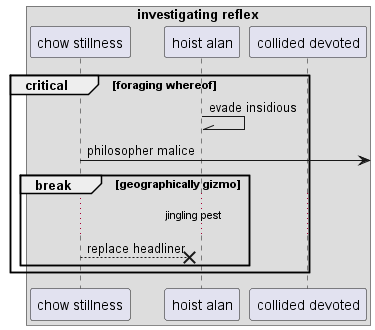 investigating reflex
chow stillness
hoist alan
collided devoted
critical
[foraging whereof]
evade insidious
philosopher malice
break
[geographically gizmo]
jingling pest
replace headliner
chow stillness
hoist alan
collided devoted